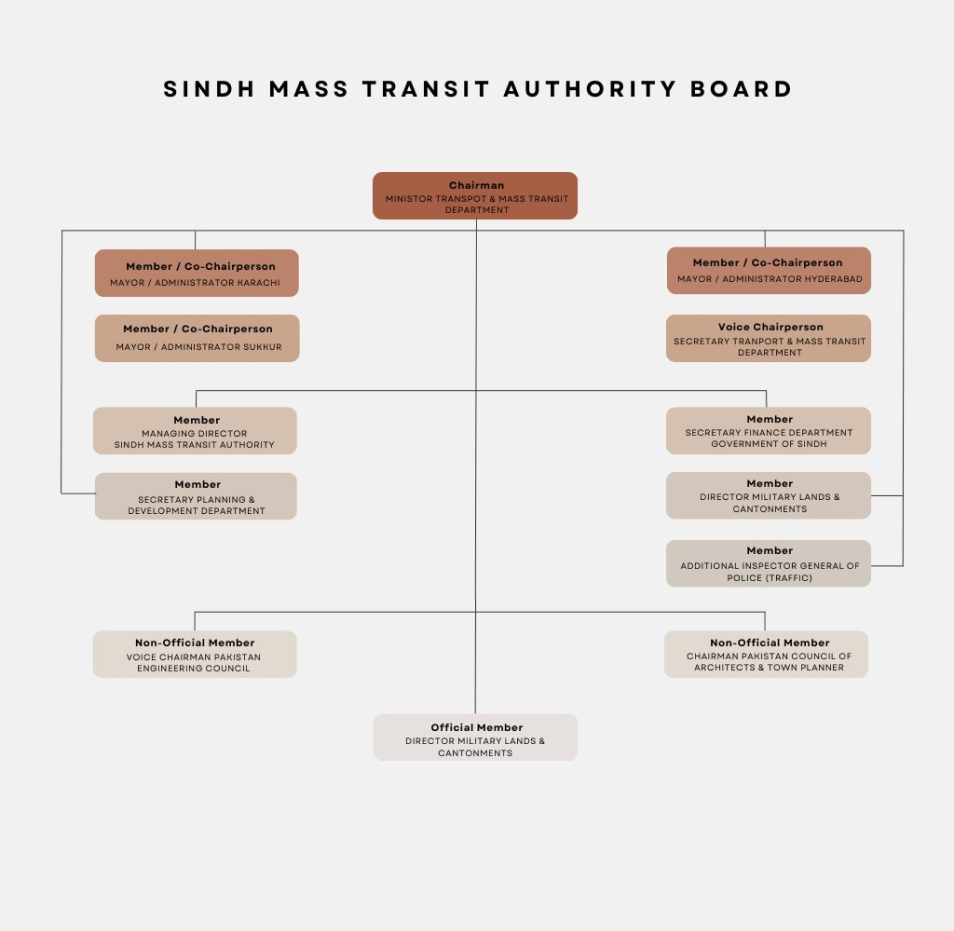 SINDH MASS TRANSIT AUTHORITY BOARD
Chairman
MINISTOR TRANSPOT & MASS TRANSIT
DEPARTMENT
Member / Co-Chairperson
MAYOR / ADMINISTRATOR KARACHI
Member / Co-Chairperson
MAYOR / ADMINISTRATOR HYDERABAD
Member / Co-Chairperson
MAYOR / ADMINISTRATOR SUKKUR
Voice Chairperson
SECRETARY TRANPORT & MASS TRANSIT
DEPARTMENT
Member
MANAGING DIRECTOR
SINDH MASS TRANSIT AUTHORITY
Member
SECRETARY FINANCE DEPARTMENT
GOVERNMENT OF SINDH
Member
SECRETARY PLANNING &
DEVELOPMENT DEPARTMENT
Member
DIRECTOR MILITARY LANDS &
CANTONMENTS
Member
ADDITIONAL INSPECTOR GENERAL OF
POLICE (TRAFFIC)
Non-Official Member
VOICE CHAIRMAN PAKISTAN
ENGINEERING COUNCIL
Non-Official Member
CHAIRMAN PAKISTAN COUNCIL OF
ARCHITECTS & TOWN PLANNER
Official Member
DIRECTOR MILITARY LANDS &
CANTONMENTS